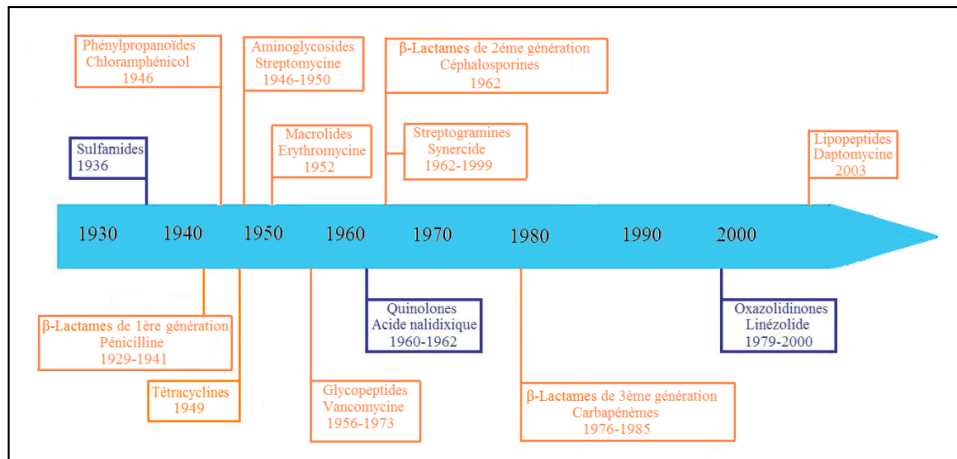 Phénylpropanoïdes
Chloramphénicol
1946
Aminoglycosides
Streptomycine
1946-1950
β-Lactames de 2éme génération
Céphalosporines
1962
Sulfamides
1936
Macrolides
Erythromycine
1952
Streptogramines
Synercide
1962-1999
Lipopeptides
Daptomycine
2003
1930 1940 1950 1960 1970 1980 1990 2000
β-Lactames de 1ère génération
Pénicilline
1929-1941
Tétracyclines
1949
Glycopeptides
Vancomycine
1956-1973
Quinolones
Acide nalidixique
1960-1962
β-Lactames de 3ème génération
Carbapénèmes
1976-1985
Oxazolidinones
Linézolide
1979-2000